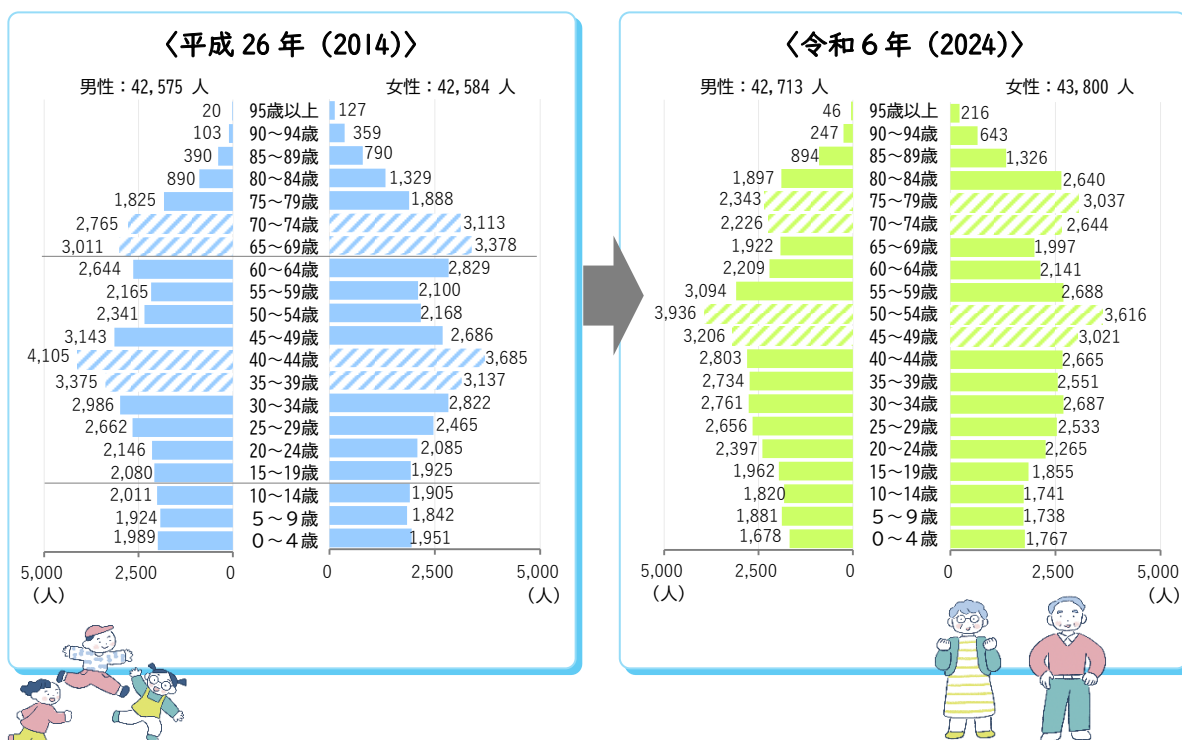 〈平成 26 年（2014)〉
男性：42,575 人 女性：42,584 人
20 95歳以上 127
103 90～94歳 359
390 85～89歳 790
890 80～84歳 1,329
1,825 75～79歳 1,888
2,765 70～74歳 3,113
3,011 65～69歳 3,378
2,644 60～64歳 2,829
2,165 55～59歳 2,100
2,341 50～54歳 2,168
3,143 45～49歳 2,686
4,105 40～44歳 3,685
3,375 35～39歳 3,137
2,986 30～34歳 2,822
2,662 25～29歳 2,465
2,146 20～24歳 2,085
2,080 15～19歳 1,925
2,011 10～14歳 1,905
1,924 ５～９歳 1,842
1,989 ０～４歳 1,951
5,000 2,500 0 0 2,500 5,000
（人） （人）
〈令和６年（2024)〉
男性：42,713 人 女性：43,800 人
46 95歳以上 216
247 90～94歳 643
894 85～89歳 1,326
1,897 80～84歳 2,640
2,343 75～79歳 3,037
2,226 70～74歳 2,644
1,922 65～69歳 1,997
2,209 60～64歳 2,141
3,094 55～59歳 2,688
3,936 50～54歳 3,616
3,206 45～49歳 3,021
2,803 40～44歳 2,665
2,734 35～39歳 2,551
2,761 30～34歳 2,687
2,656 25～29歳 2,533
2,397 20～24歳 2,265
1,962 15～19歳 1,855
1,820 10～14歳 1,741
1,881 ５～９歳 1,738
1,678 ０～４歳 1,767
5,000 2,500 0 0 2,500 5,000
（人） （人）